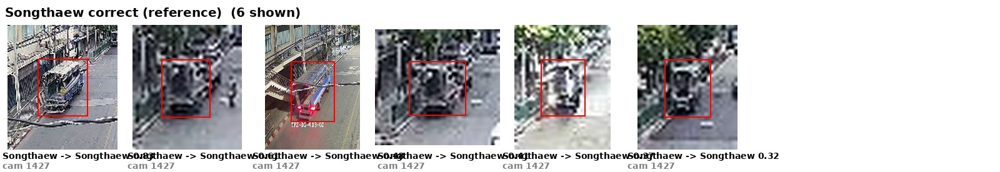 Songthaew correct (reference) (6 shown)
Songthaew -> Songthaew 0.83
Songthaew -> Songthaew 0.61
Songthaew -> Songthaew 0.48
Songthaew -> Songthaew 0.41
Songthaew -> Songthaew 0.37
Songthaew -> Songthaew 0.32
cam 1427
cam 1427
cam 1427
cam 1427
cam 1427
cam 1427